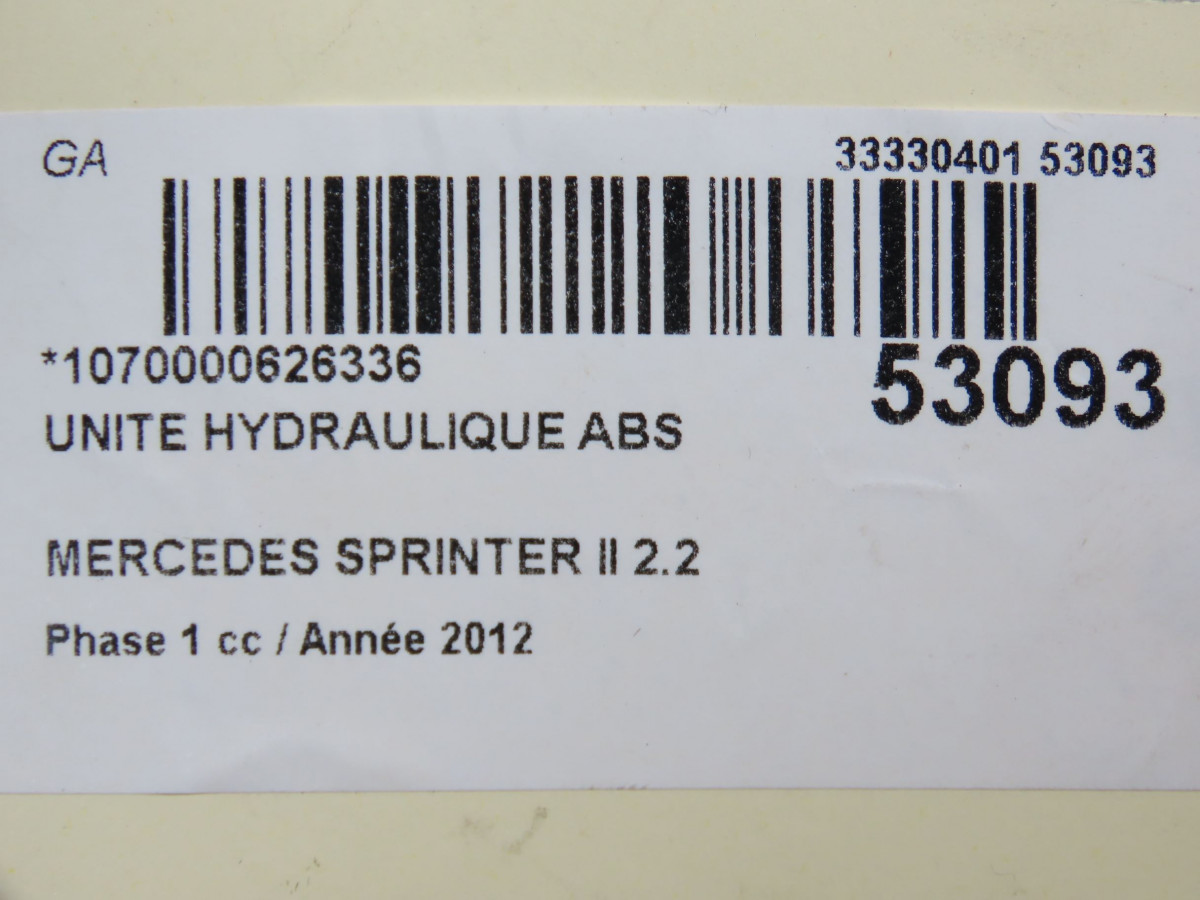 GA
33330401 53093
*1070000626336
53093
UNITE HYDRAULIQUE ABS
MERCEDES SPRINTER II 2.2
Phase 1 cc / Année 2012